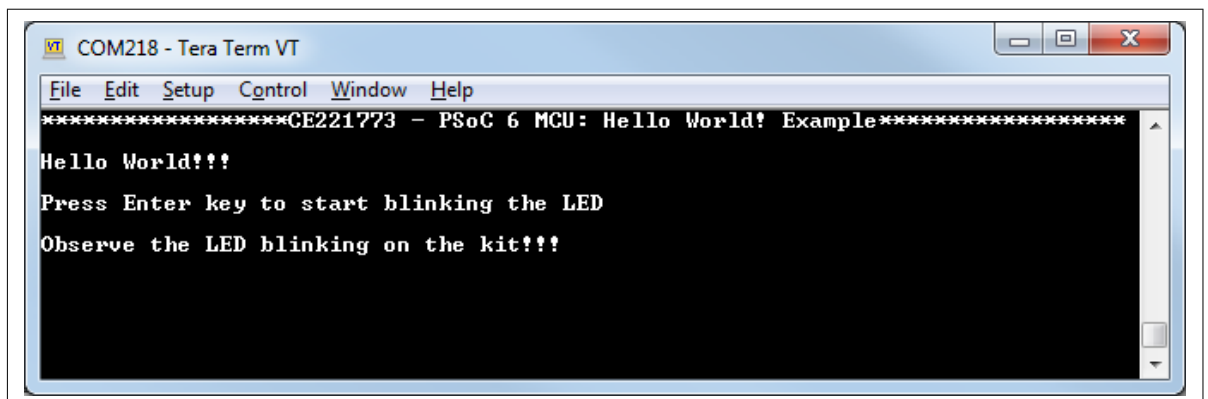 COM218 - Tera Term VT
File Edit Setup Control Window Help
******************CE221773 - PSoC 6 MCU: Hello World! Example******************
Hello World!!!
Press Enter key to start blinking the LED
Observe the LED blinking on the kit!!!